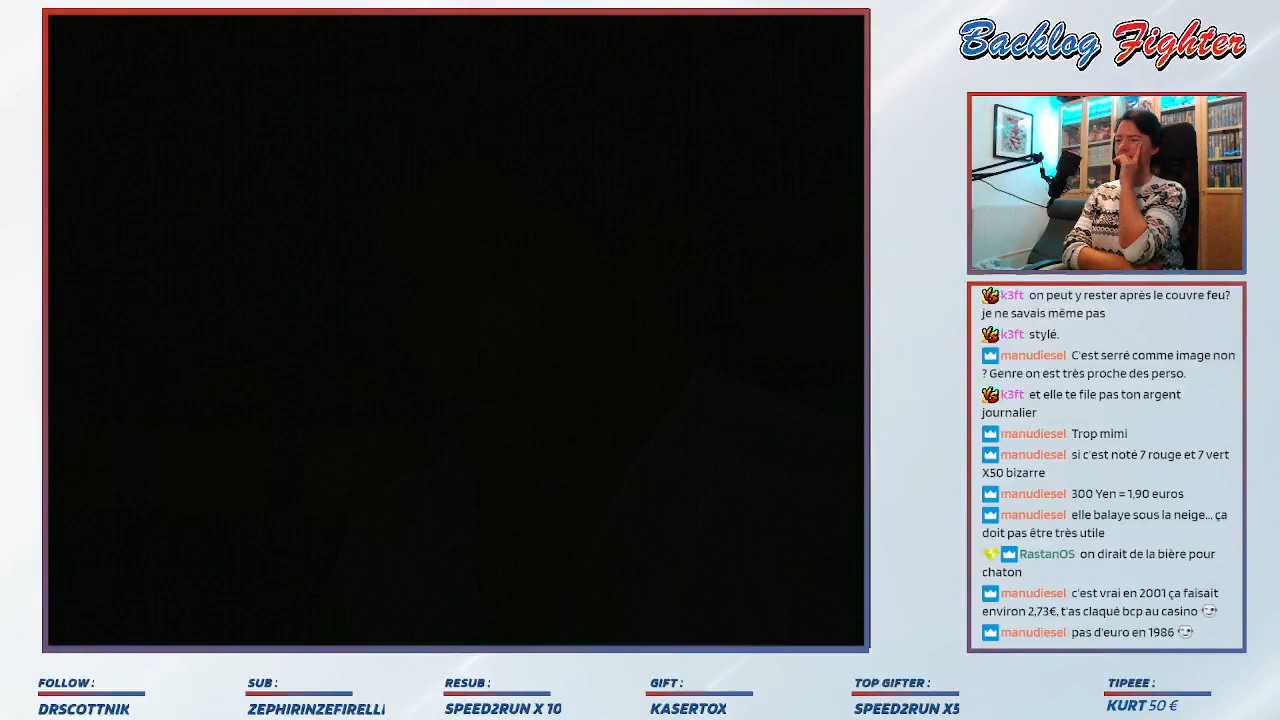 Backlog Fighter
k3ft on peut y rester après le couvre feu?
je ne savais même pas
k3ft stylé.
manudiesel C'est serré comme image non
? Genre on est très proche des perso.
k3ft et elle te file pas ton argent
journalier
manudiesel Trop mimi
manudiesel si c'est noté 7 rouge et 7 vert
X50 bizarre
manudiesel 300 Yen = 1,90 euros
manudiesel elle balaye sous la neige... ça
doit pas être très utile
RastanOS on dirait de la bière pour
chaton
manudiesel c'est vrai en 2001 ça faisait
environ 2,73€, t'as claqué bcp au casino
manudiesel pas d'euro en 1986
FOLLOW : SUB : RESUB : GIFT : TOP GIFTER : TIPEEE :
DRSCOTTNIK ZEPHIRINZEFIRELLI SPEED2RUN X 10 KASERTOX SPEED2RUN X5 KURT 50 €